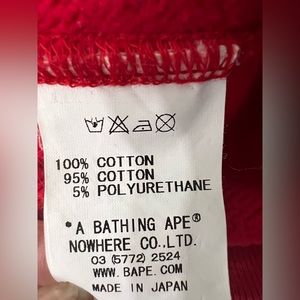 100% COTTON
95% COTTON
5% POLYURETHANE
"A BATHING APE®
NOWHERE CO.,LTD.
03 (5772) 2524
WWW.BAPE.COM
MADE IN JAPAN